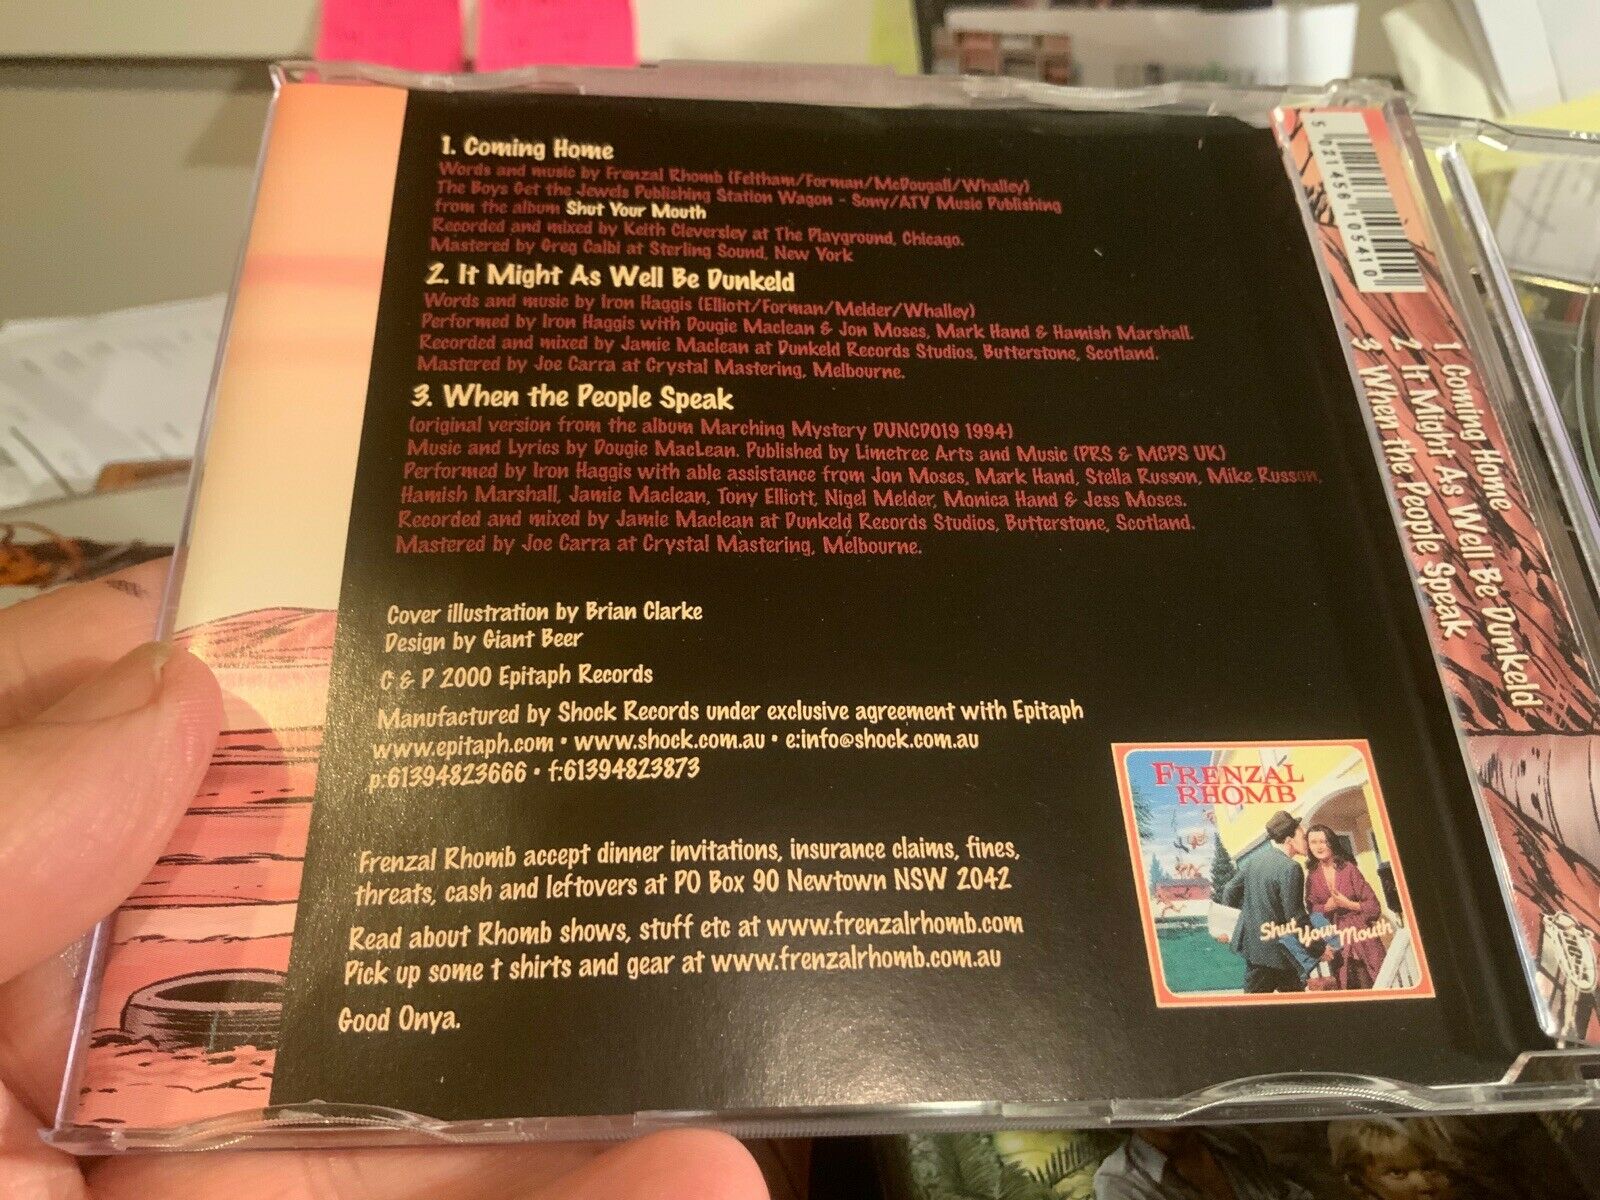 1. Coming Home
Words and music by Frenzal Rhomb (Feltham/Forman/McDougall/Whalley)
The Boys Get the Jewels Publishing Station Wagon - Sony/ATV Music Publishing
from the album Shut Your Mouth
Recorded and mixed by Keith Cleversley at The Playground, Chicago.
Mastered by Greg Calbi at Sterling Sound, New York
2. It Might As Well Be Dunkeld
Words and music by Iron Haggis (Elliott/Forman/Melder/Whalley)
Performed by Iron Haggis with Dougie Maclean & Jon Moses, Mark Hand & Hamish Marshall.
Recorded and mixed by Jamie Maclean at Dunkeld Records Studios, Butterstone, Scotland.
Mastered by Joe Carra at Crystal Mastering, Melbourne.
3. When the People Speak
(original version from the album Marching Mystery DUNCD019 1994)
Music and Lyrics by Dougie MacLean. Published by Limetree Arts and Music (PRS & MCPS UK)
Performed by Iron Haggis with able assistance from Jon Moses, Mark Hand, Stella Russon, Mike Russon,
Hamish Marshall, Jamie Maclean, Tony Elliott, Nigel Melder, Monica Hand & Jess Moses.
Recorded and mixed by Jamie Maclean at Dunkeld Records Studios, Butterstone, Scotland.
Mastered by Joe Carra at Crystal Mastering, Melbourne.
Cover illustration by Brian Clarke
Design by Giant Beer
C & P 2000 Epitaph Records
Manufactured by Shock Records under exclusive agreement with Epitaph
www.epitaph.com • www.shock.com.au • e:info@shock.com.au
p:61394823666 • f:61394823873
Frenzal Rhomb accept dinner invitations, insurance claims, fines,
threats, cash and leftovers at PO Box 90 Newtown NSW 2042
Read about Rhomb shows, stuff etc at www.frenzalrhomb.com
Pick up some t shirts and gear at www.frenzalrhomb.com.au
Good Onya.
FRENZAL
RHOMB
Shut Your Mouth
5 021456 105410
1 Coming Home
2 It Might As Well Be Dunkeld
3 When the People Speak